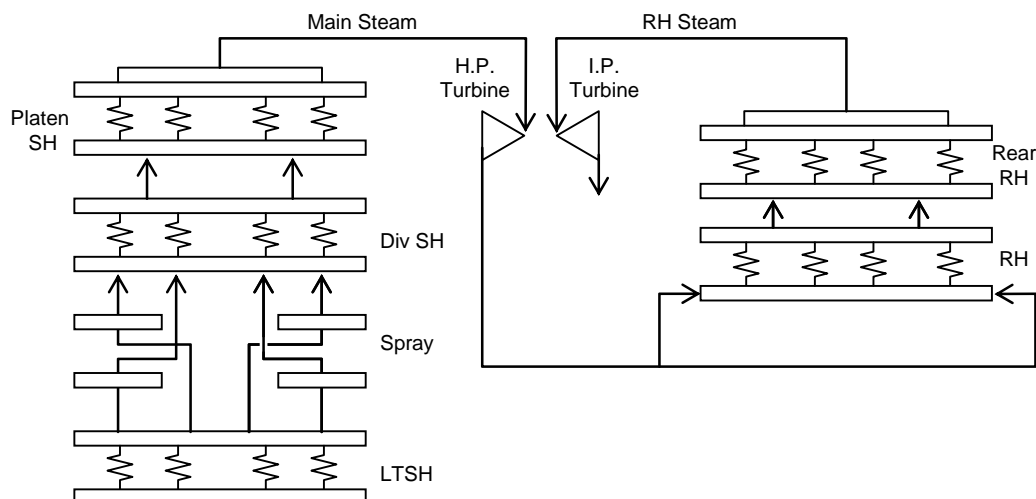 Main Steam
RH Steam
H.P.
Turbine
I.P.
Turbine
Platen
SH
Rear
RH
Div SH
RH
Spray
LTSH